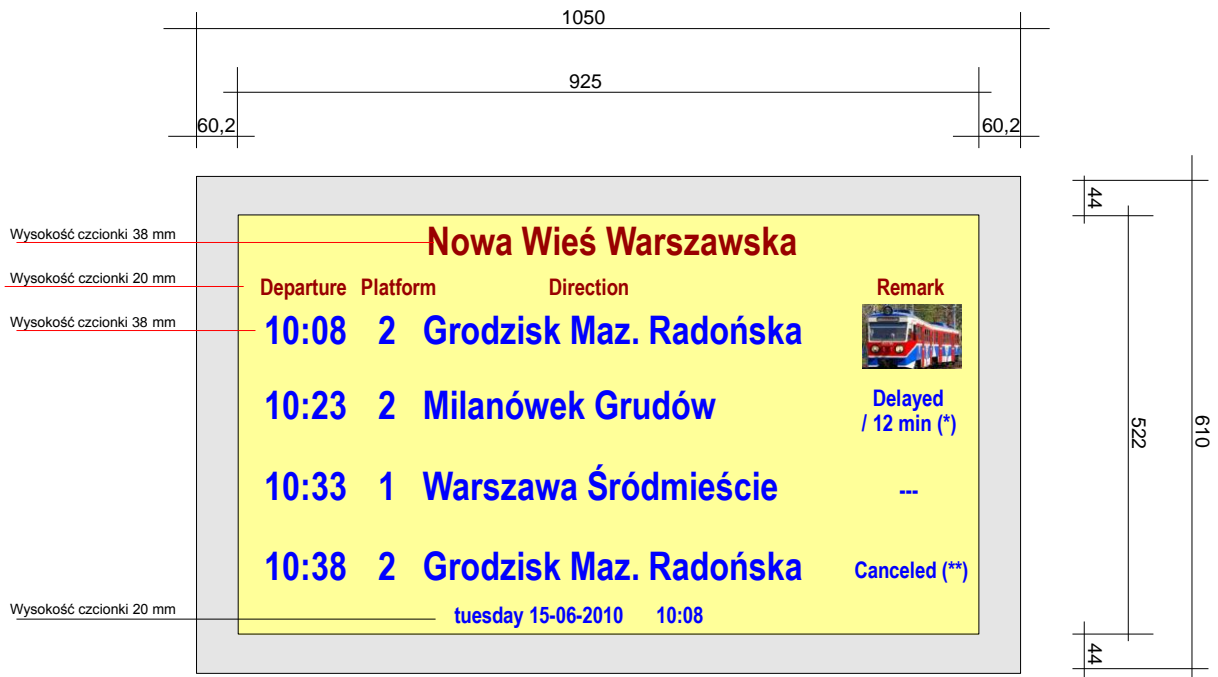 1050
925
60,2
60,2
44
Wysokość czcionki 38 mm
Nowa Wieś Warszawska
Wysokość czcionki 20 mm
Departure Platform Direction Remark
Wysokość czcionki 38 mm
10:08 2 Grodzisk Maz. Radońska
10:23 2 Milanówek Grudów Delayed
/ 12 min (*)
522
610
10:33 1 Warszawa Śródmieście ---
10:38 2 Grodzisk Maz. Radońska Canceled (**)
Wysokość czcionki 20 mm
tuesday 15-06-2010 10:08
44